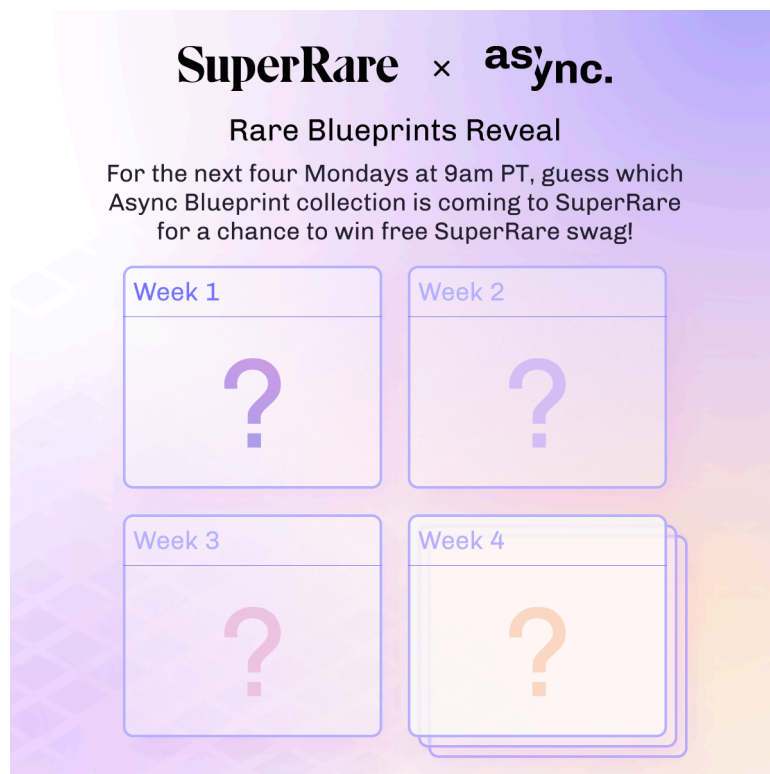 SuperRare × async.
Rare Blueprints Reveal
For the next four Mondays at 9am PT, guess which
Async Blueprint collection is coming to SuperRare
for a chance to win free SuperRare swag!
Week 1
Week 2
?
?
Week 3
Week 4
?
?